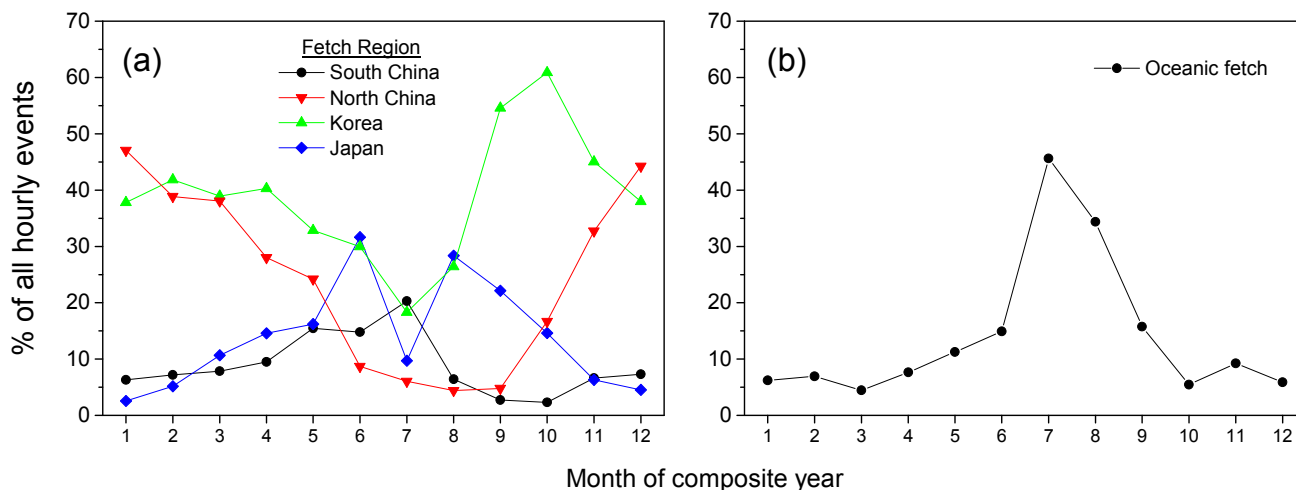 % of all hourly events
70
60
50
40
30
20
10
0
(a)
Fetch Region
South China
North China
Korea
Japan
1 2 3 4 5 6 7 8 9 10 11 12
70
60
50
40
30
20
10
0
(b)
Oceanic fetch
1 2 3 4 5 6 7 8 9 10 11 12
Month of composite year